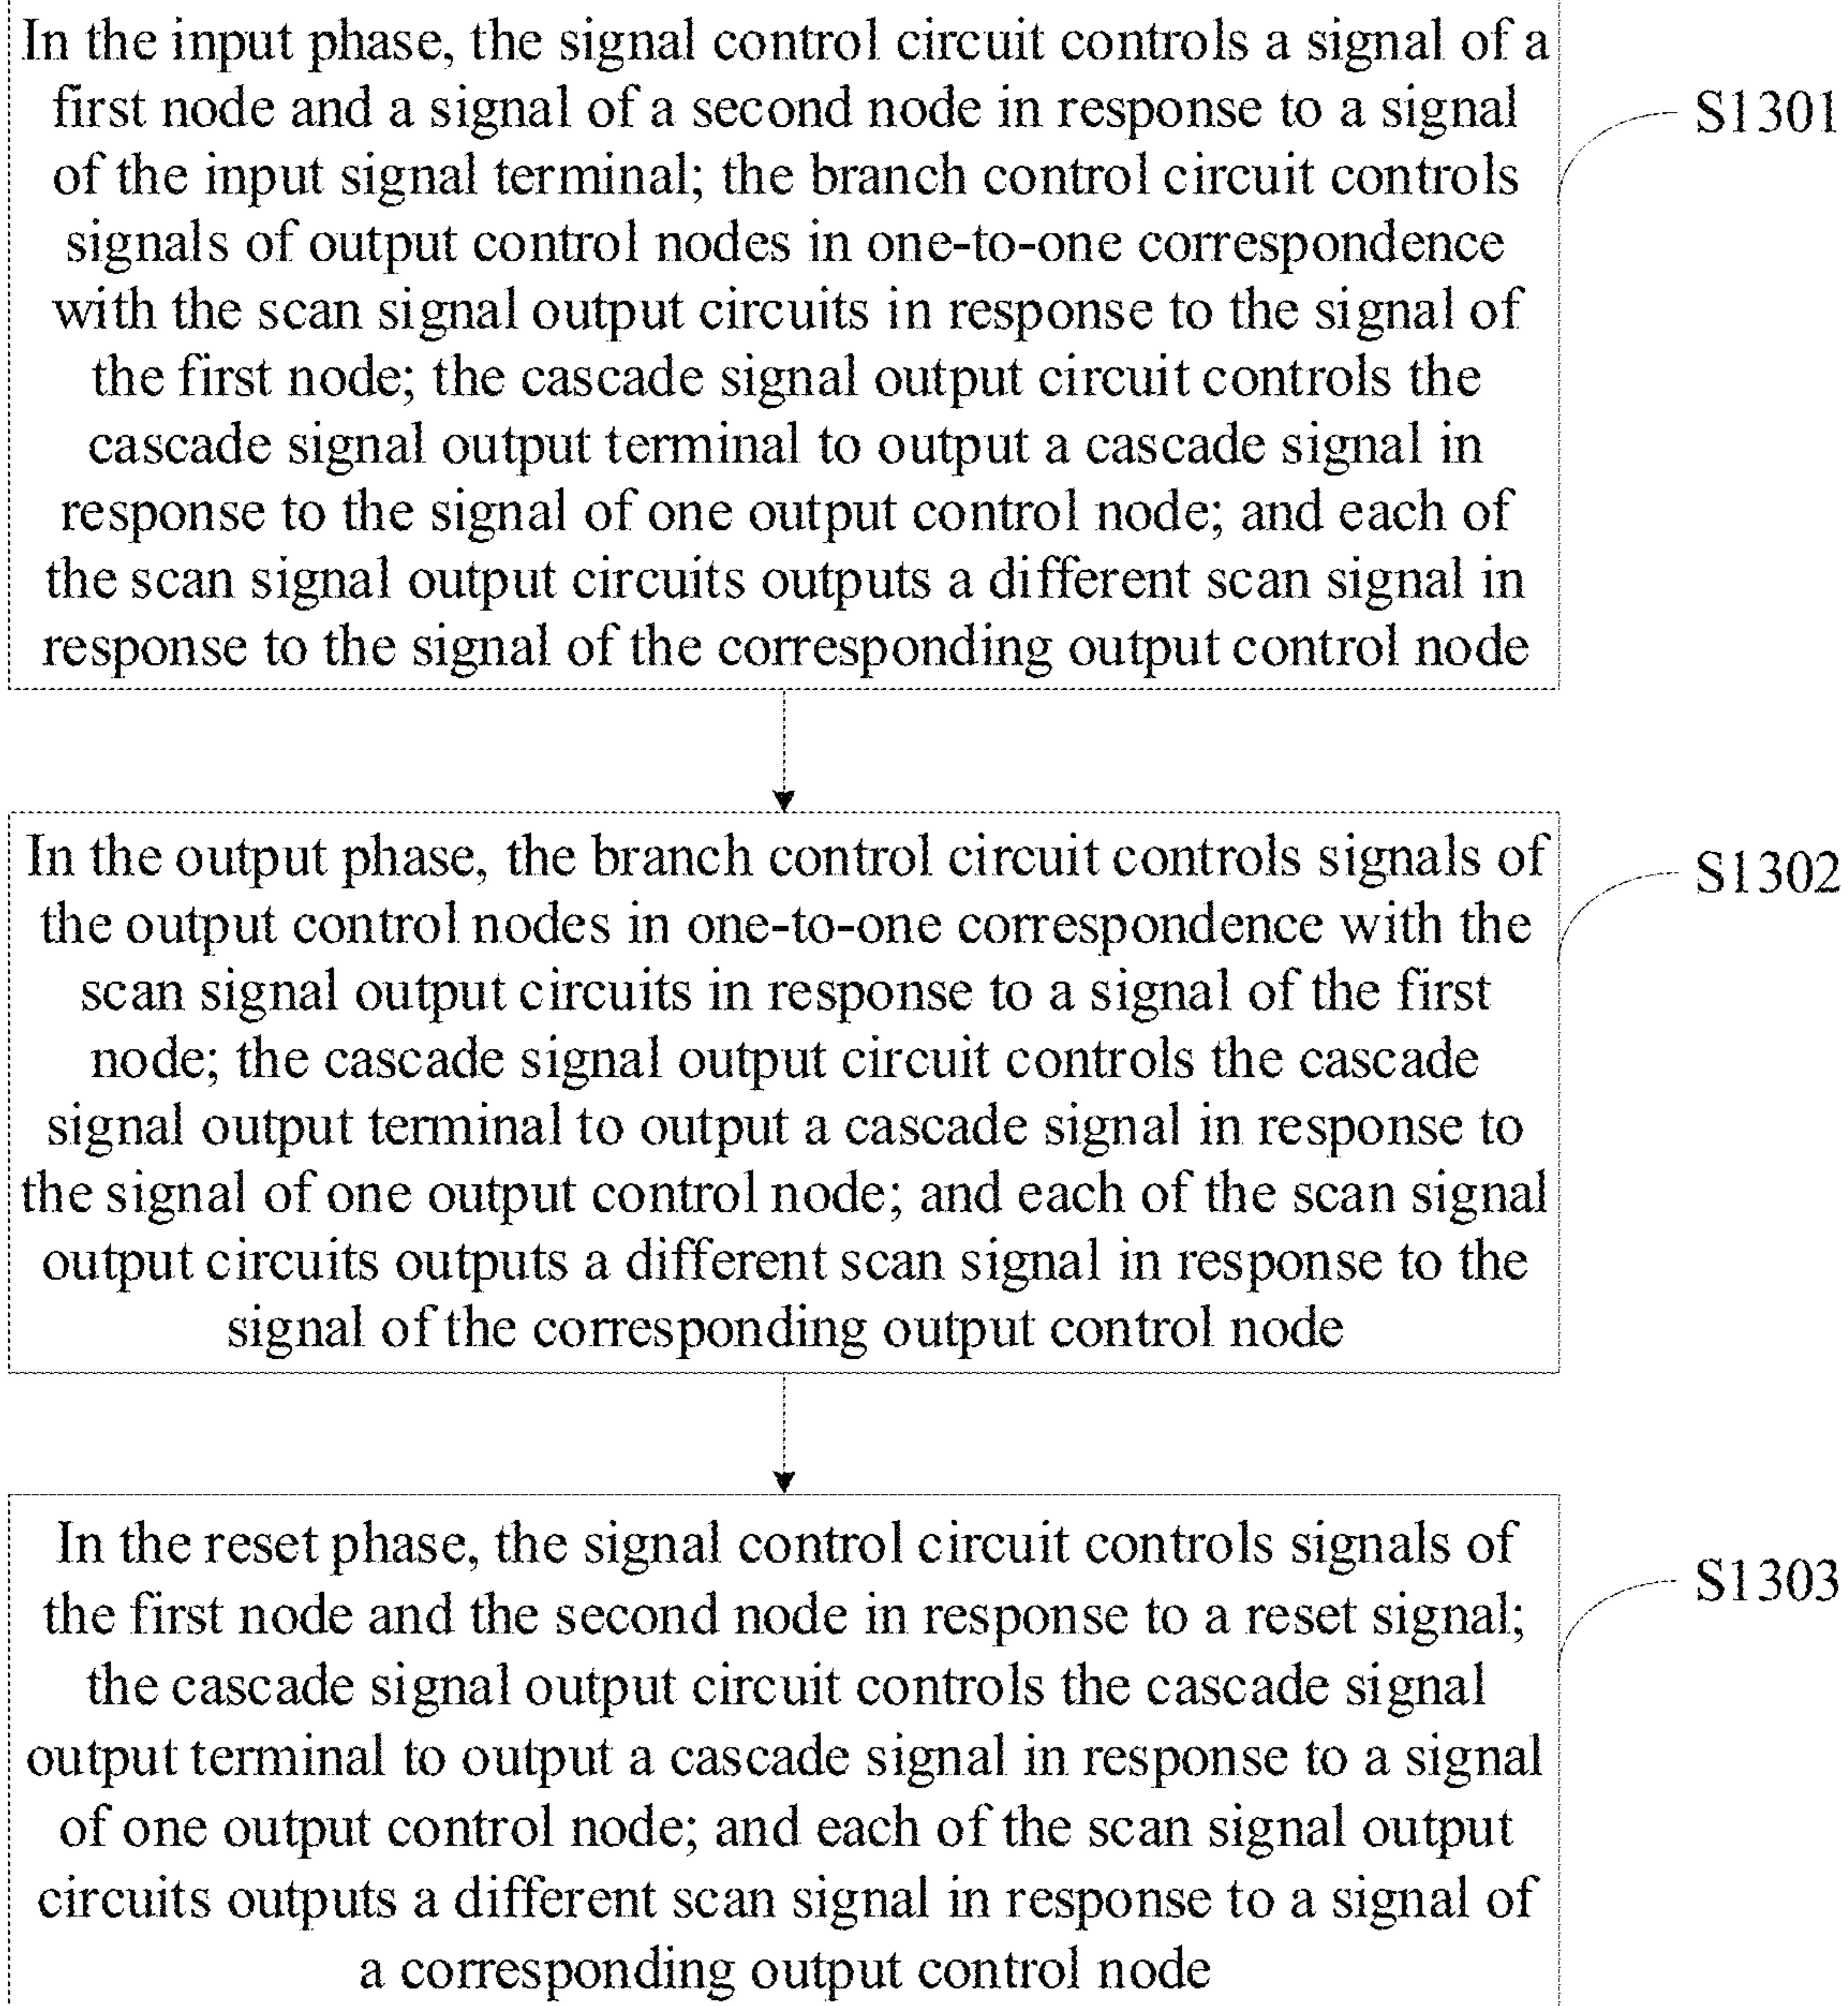 In the input phase, the signal control circuit controls a signal of a
first node and a signal of a second node in response to a signal
of the input signal terminal; the branch control circuit controls
signals of output control nodes in one-to-one correspondence
with the scan signal output circuits in response to the signal of
the first node; the cascade signal output circuit controls the
cascade signal output terminal to output a cascade signal in
response to the signal of one output control node; and each of
the scan signal output circuits outputs a different scan signal in
response to the signal of the corresponding output control node
S1301
In the output phase, the branch control circuit controls signals of
the output control nodes in one-to-one correspondence with the
scan signal output circuits in response to a signal of the first
node; the cascade signal output circuit controls the cascade
signal output terminal to output a cascade signal in response to
the signal of one output control node; and each of the scan signal
output circuits outputs a different scan signal in response to the
signal of the corresponding output control node
S1302
In the reset phase, the signal control circuit controls signals of
the first node and the second node in response to a reset signal;
the cascade signal output circuit controls the cascade signal
output terminal to output a cascade signal in response to a signal
of one output control node; and each of the scan signal output
circuits outputs a different scan signal in response to a signal of
a corresponding output control node
S1303